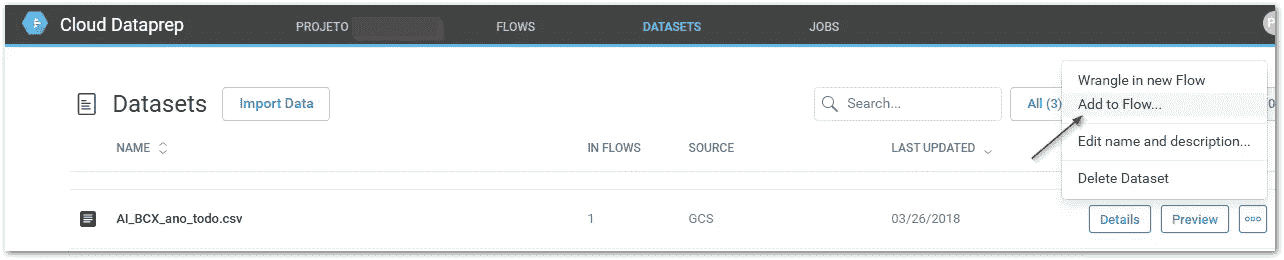 Cloud Dataprep PROJETO FLOWS DATASETS JOBS P
Wrangle in new Flow
Add to Flow...
Edit name and description...
Delete Dataset
Datasets Import Data Search... All (3)
NAME IN FLOWS SOURCE LAST UPDATED
AI_BCX_ano_todo.csv 1 GCS 03/26/2018 Details Preview